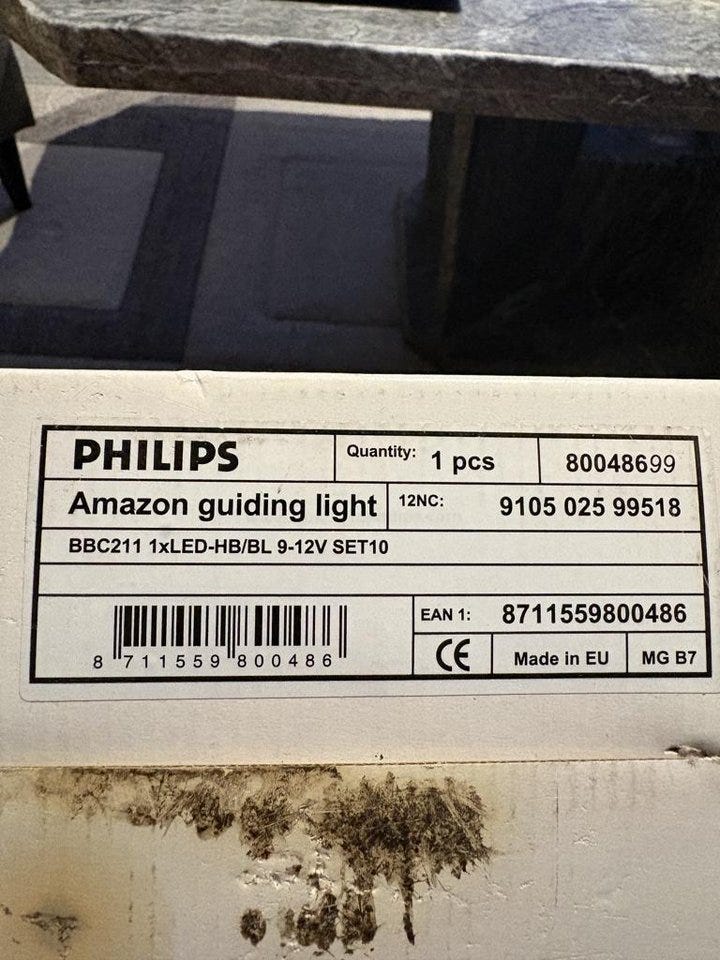 PHILIPS
Quantity: 1 pcs
80048699
Amazon guiding light
12NC: 9105 025 99518
BBC211 1xLED-HB/BL 9-12V SET10
8 711559 800486
EAN 1: 8711559800486
CE
Made in EU
MG B7